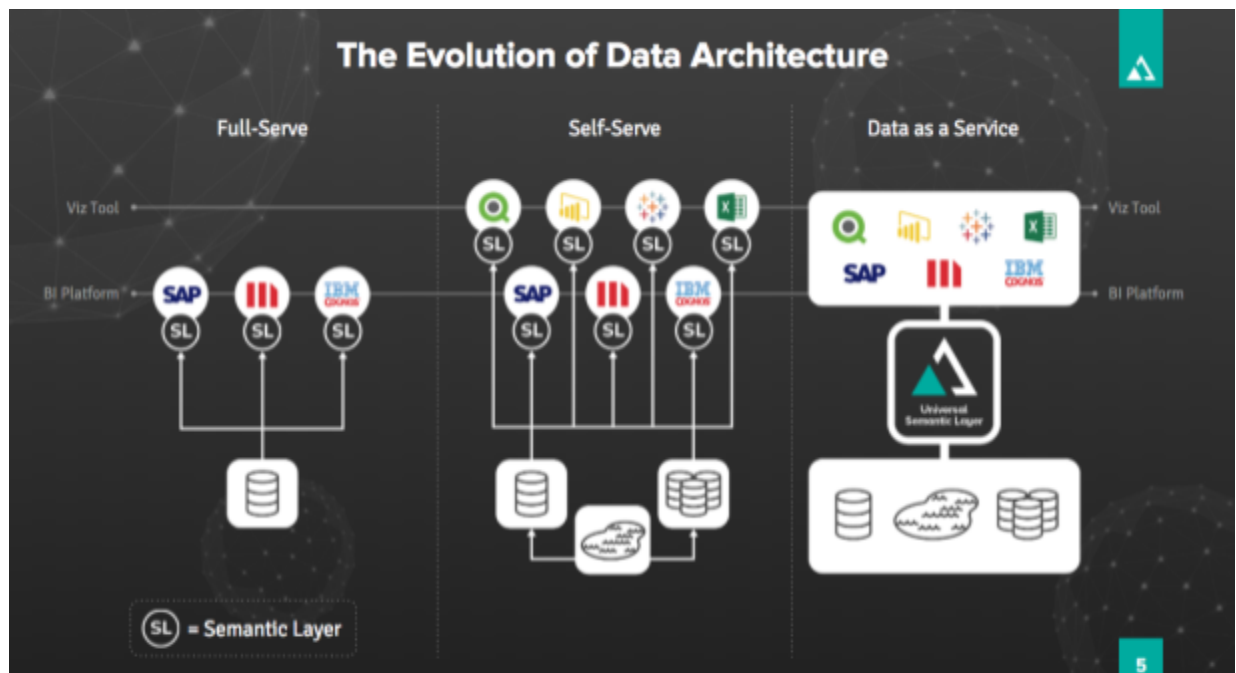 The Evolution of Data Architecture
Full-Serve
Self-Serve
Data as a Service
Viz Tool
Viz Tool
SL
SL
SL
SL
BI Platform
SAP
IBM
COGNOS
SAP
IBM
COGNOS
SAP
IBM
COGNOS
BI Platform
SL
SL
SL
SL
SL
SL
Universal
Semantic Layer
SL = Semantic Layer
5